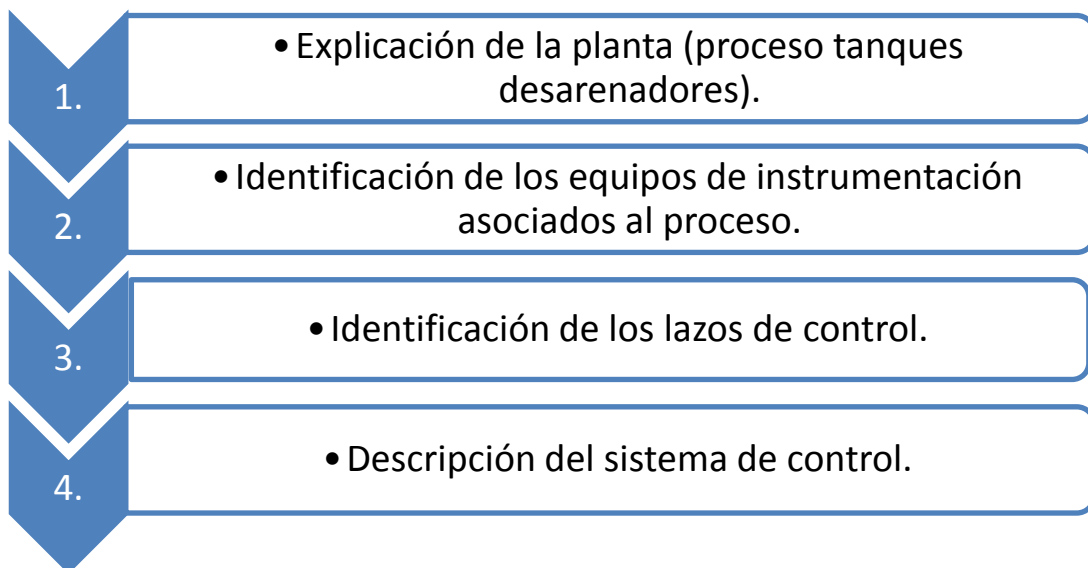 1.
• Explicación de la planta (proceso tanques
desarenadores).
2.
• Identificación de los equipos de instrumentación
asociados al proceso.
3.
• Identificación de los lazos de control.
4.
• Descripción del sistema de control.